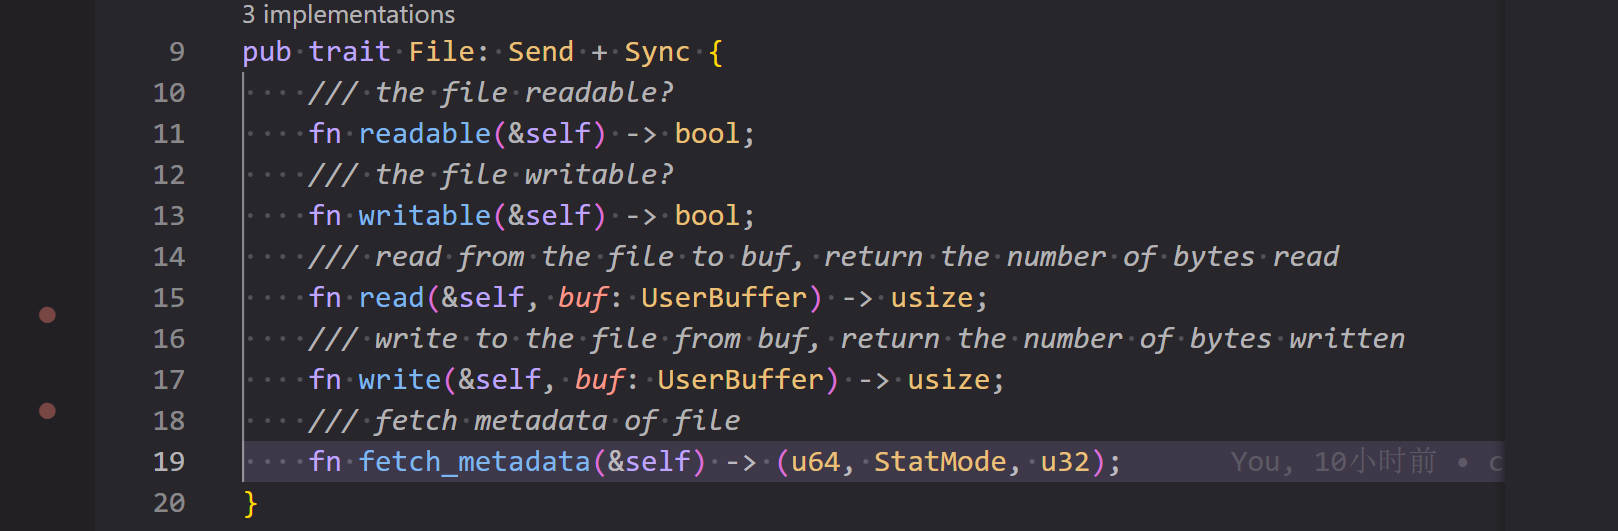 3 implementations
9 pub trait File: Send + Sync {
10 /// the file readable?
11 fn readable(&self) -> bool;
12 /// the file writable?
13 fn writable(&self) -> bool;
14 /// read from the file to buf, return the number of bytes read
15 fn read(&self, buf: UserBuffer) -> usize;
16 /// write to the file from buf, return the number of bytes written
17 fn write(&self, buf: UserBuffer) -> usize;
18 /// fetch metadata of file
19 fn fetch_metadata(&self) -> (u64, StatMode, u32); You, 10小时前 • c
20 }